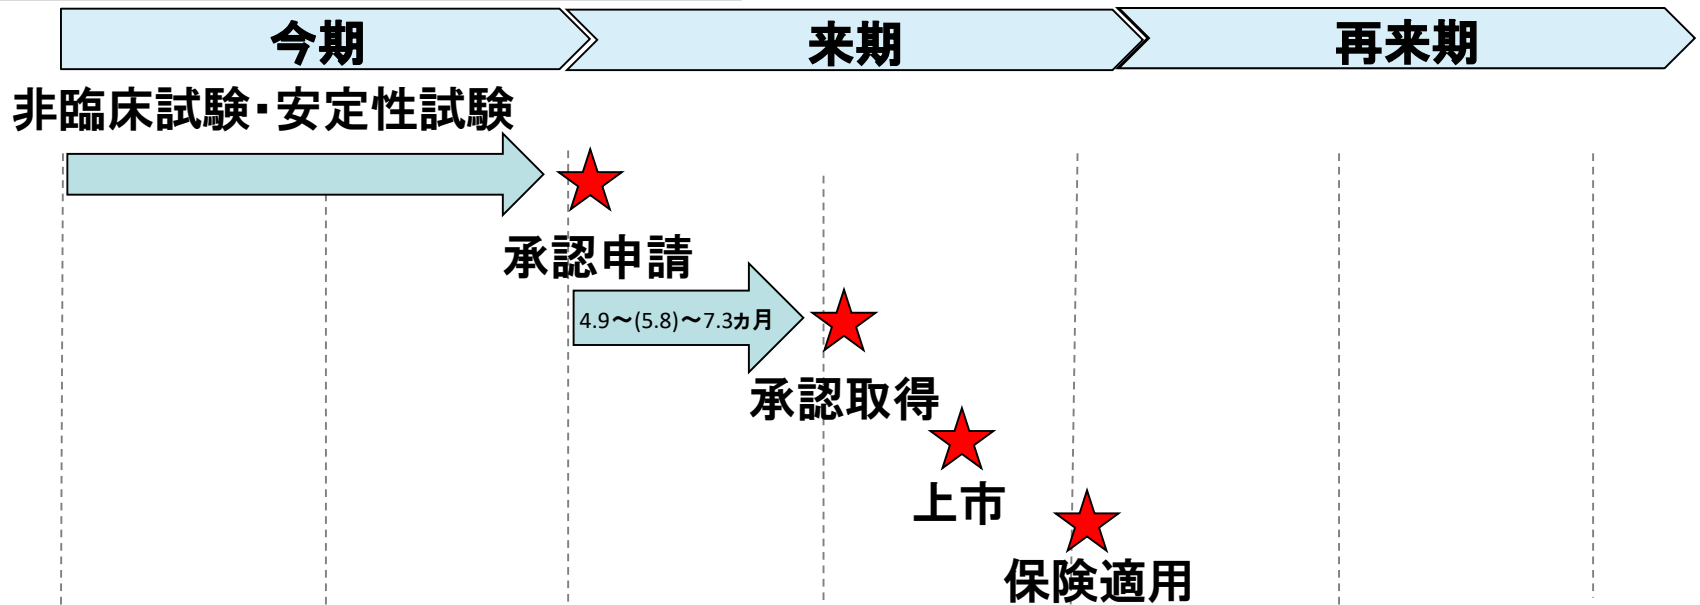 今期
来期
再来期
非臨床試験・安定性試験
承認申請
4.9～(5.8)～7.3ヵ月
承認取得
上市
保険適用